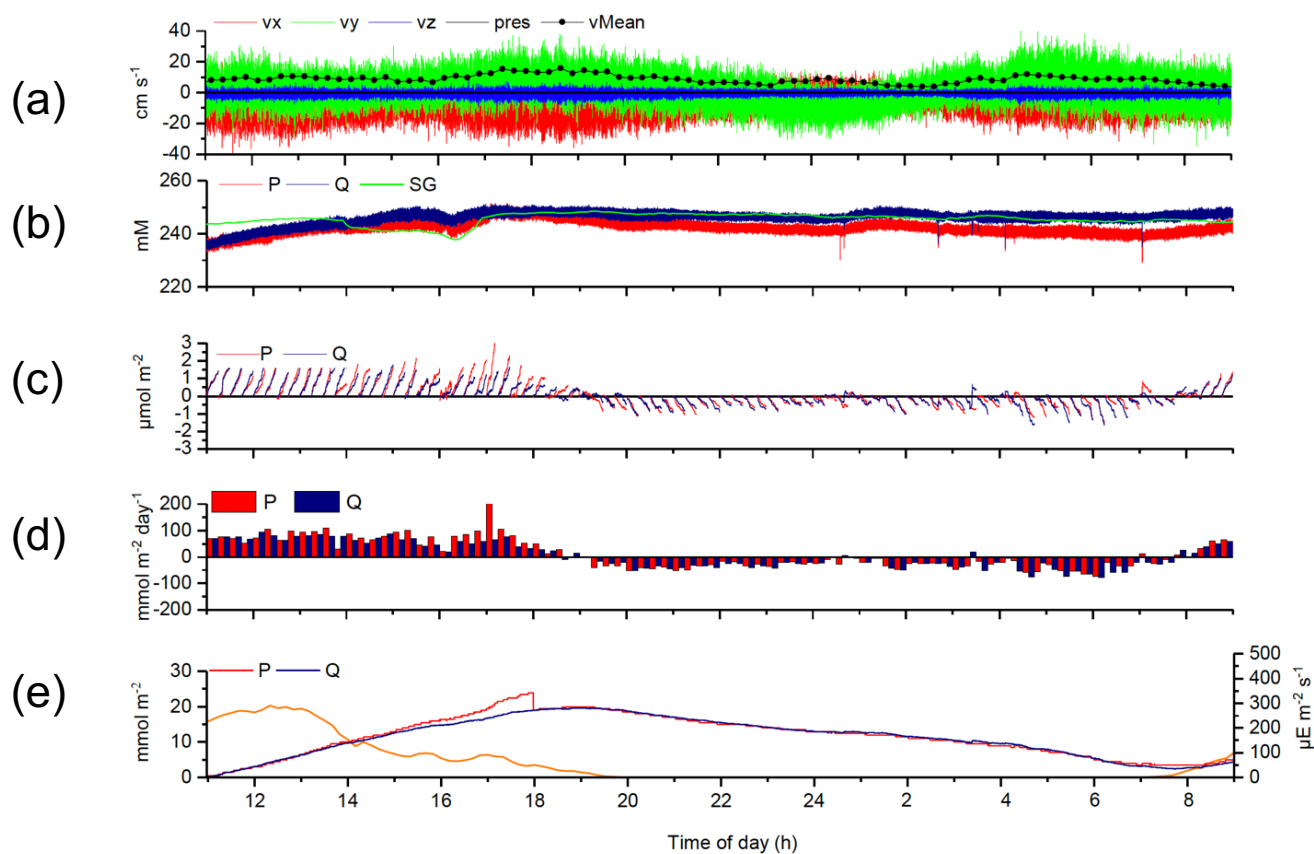 vx vy vz pres vMean
(a)
cm s-1
40
20
0
-20
-40
P Q SG
(b)
mM
260
240
220
P Q
(c)
µmol m-2
3
2
1
0
-1
-2
-3
P Q
(d)
mmol m-2 day-1
200
100
0
-100
-200
P Q
(e)
mmol m-2
30
20
10
0
500
400
300
200
100
0
µE m-2 s-1
12 14 16 18 20 22 24 2 4 6 8
Time of day (h)